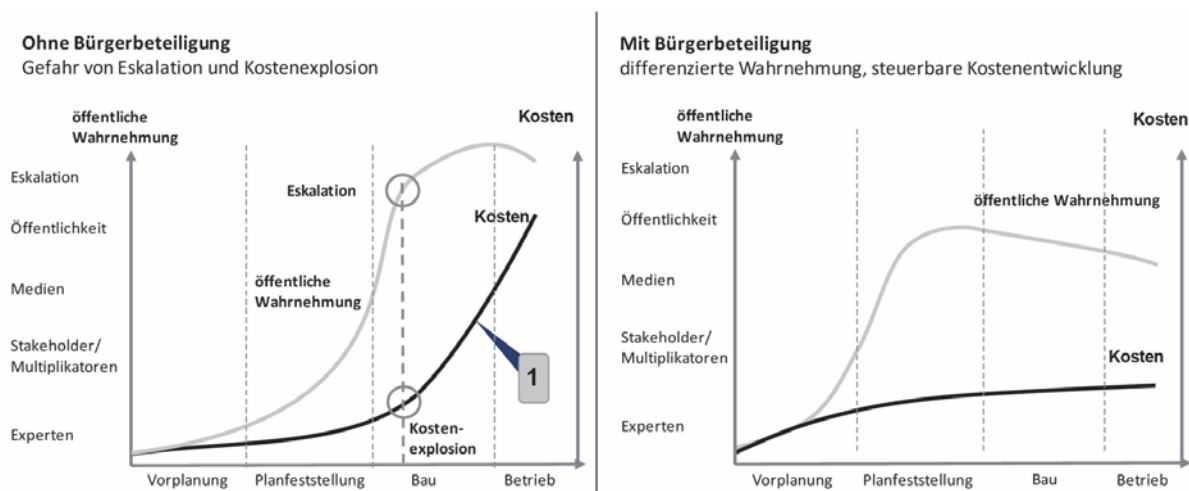 Ohne Bürgerbeteiligung
Gefahr von Eskalation und Kostenexplosion
öffentliche
Wahrnehmung
Kosten
Eskalation
Öffentlichkeit
Medien
Stakeholder/
Multiplikatoren
Experten
Eskalation
Kosten
öffentliche
Wahrnehmung
1
Kosten-
explosion
Vorplanung
Planfeststellung
Bau
Betrieb
Mit Bürgerbeteiligung
differenzierte Wahrnehmung, steuerbare Kostenentwicklung
öffentliche
Wahrnehmung
Kosten
Eskalation
Öffentlichkeit
Medien
Stakeholder/
Multiplikatoren
Experten
öffentliche Wahrnehmung
Kosten
Vorplanung
Planfeststellung
Bau
Betrieb